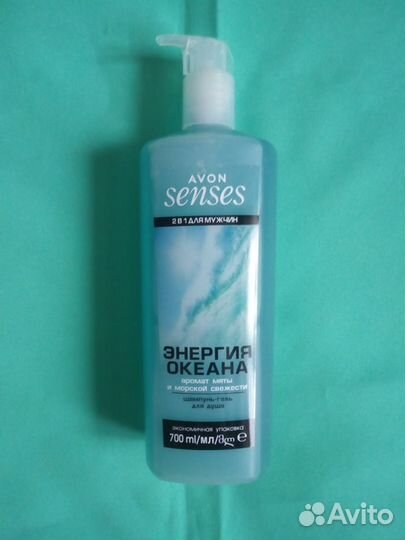 AVON
senses
2 В 1 ДЛЯ МУЖЧИН
ЭНЕРГИЯ
ОКЕАНА
аромат мяты
и морской свежести
шампунь-гель
для душа
экономичная упаковка
700 ml/мл/მლ e
Avito